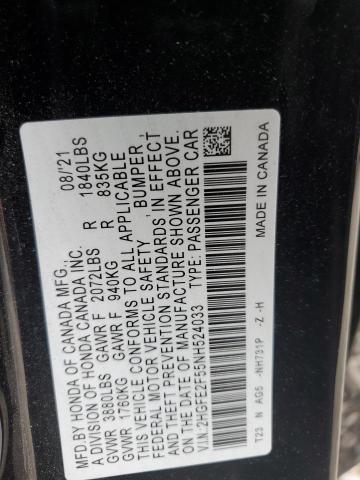 MFD.BY HONDA OF CANADA MFG., 08/21
A DIVISION OF HONDA CANADA INC.
GVWR 3880LBS GAWR F 2072LBS R 1840LBS
GVWR 1760KG GAWR F 940KG R 835KG
THIS VEHICLE CONFORMS TO ALL APPLICABLE
FEDERAL MOTOR VEHICLE SAFETY, BUMPER,
AND THEFT PREVENTION STANDARDS IN EFFECT
ON THE DATE OF MANUFACTURE SHOWN ABOVE.
V.I.N.:2HGFE2F55NH524033 TYPE: PASSENGER CAR
MADE IN CANADA
T23 N AG5 -NH731P -Z -H